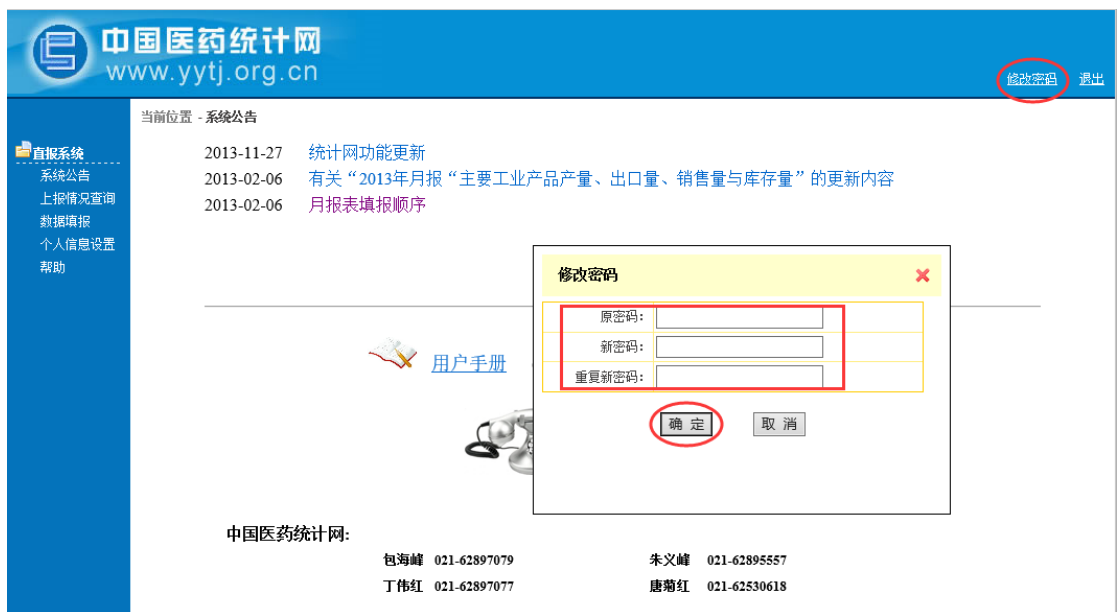 中国医药统计网
www.yytj.org.cn
修改密码 退出
当前位置 - 系统公告
直报系统
系统公告
上报情况查询
数据填报
个人信息设置
帮助
2013-11-27 统计网功能更新
2013-02-06 有关“2013年月报“主要工业产品产量、出口量、销售量与库存量”的更新内容
2013-02-06 月报表填报顺序
修改密码
原密码：
新密码：
重复新密码：
确 定 取 消
用户手册
中国医药统计网:
包海峰 021-62897079 朱义峰 021-62895557
丁伟红 021-62897077 唐菊红 021-62530618